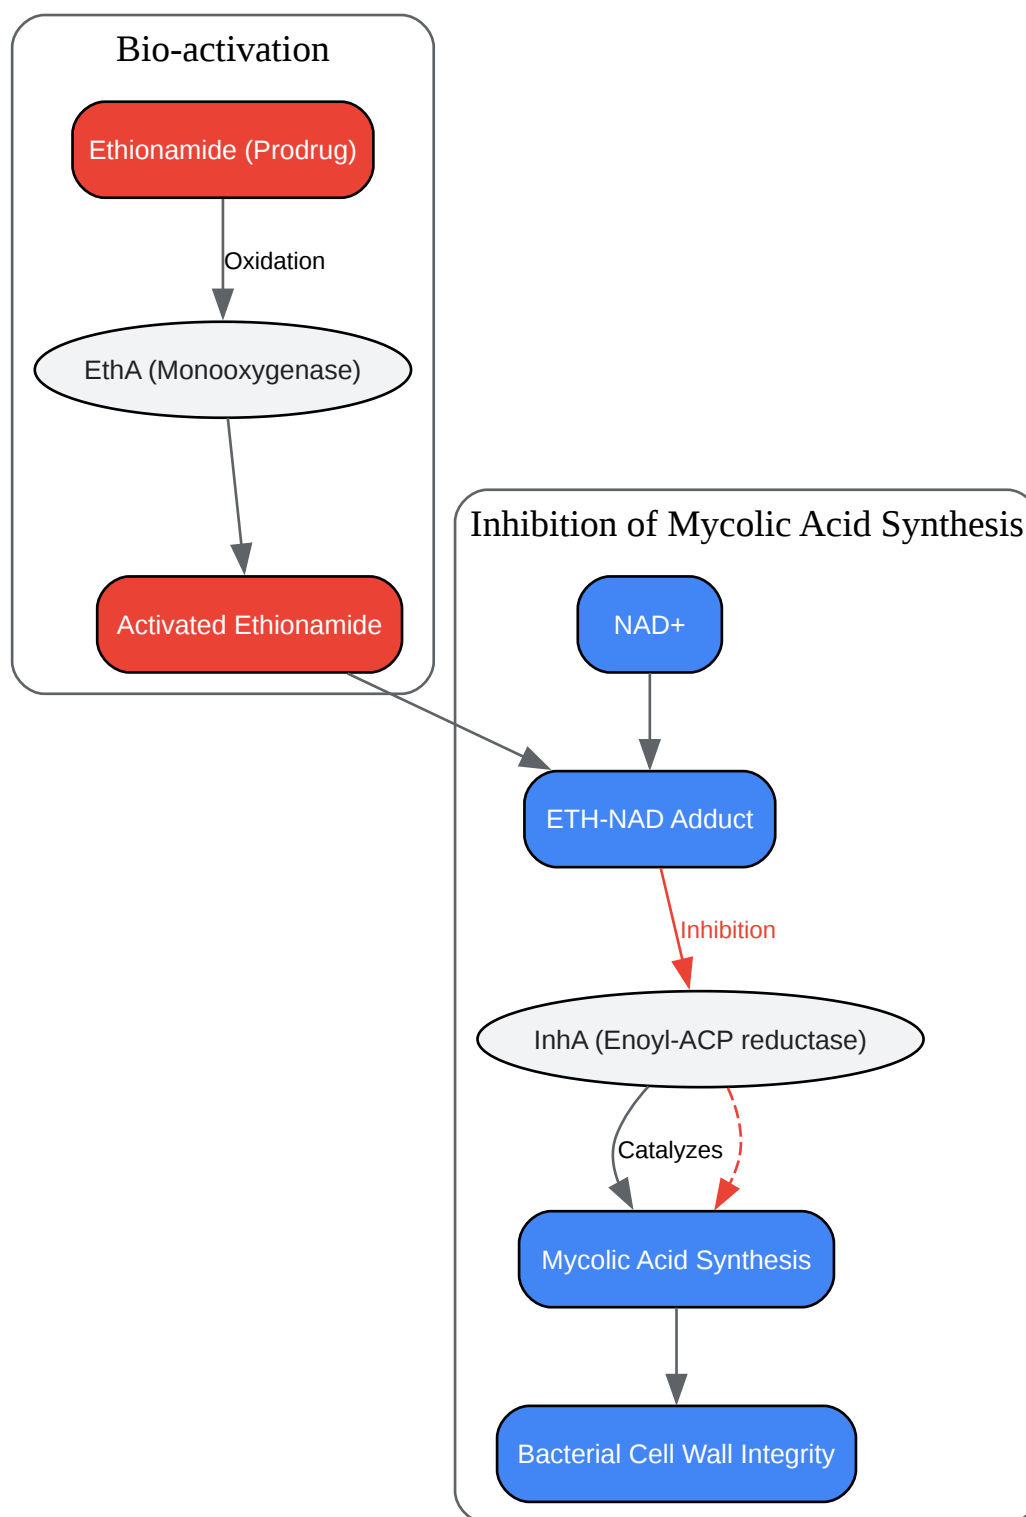 Bio-activation
Ethionamide (Prodrug)
Oxidation
EthA (Monooxygenase)
Activated Ethionamide
Inhibition of Mycolic Acid Synthesis
NAD+
ETH-NAD Adduct
Inhibition
InhA (Enoyl-ACP reductase)
Catalyzes
Mycolic Acid Synthesis
Bacterial Cell Wall Integrity